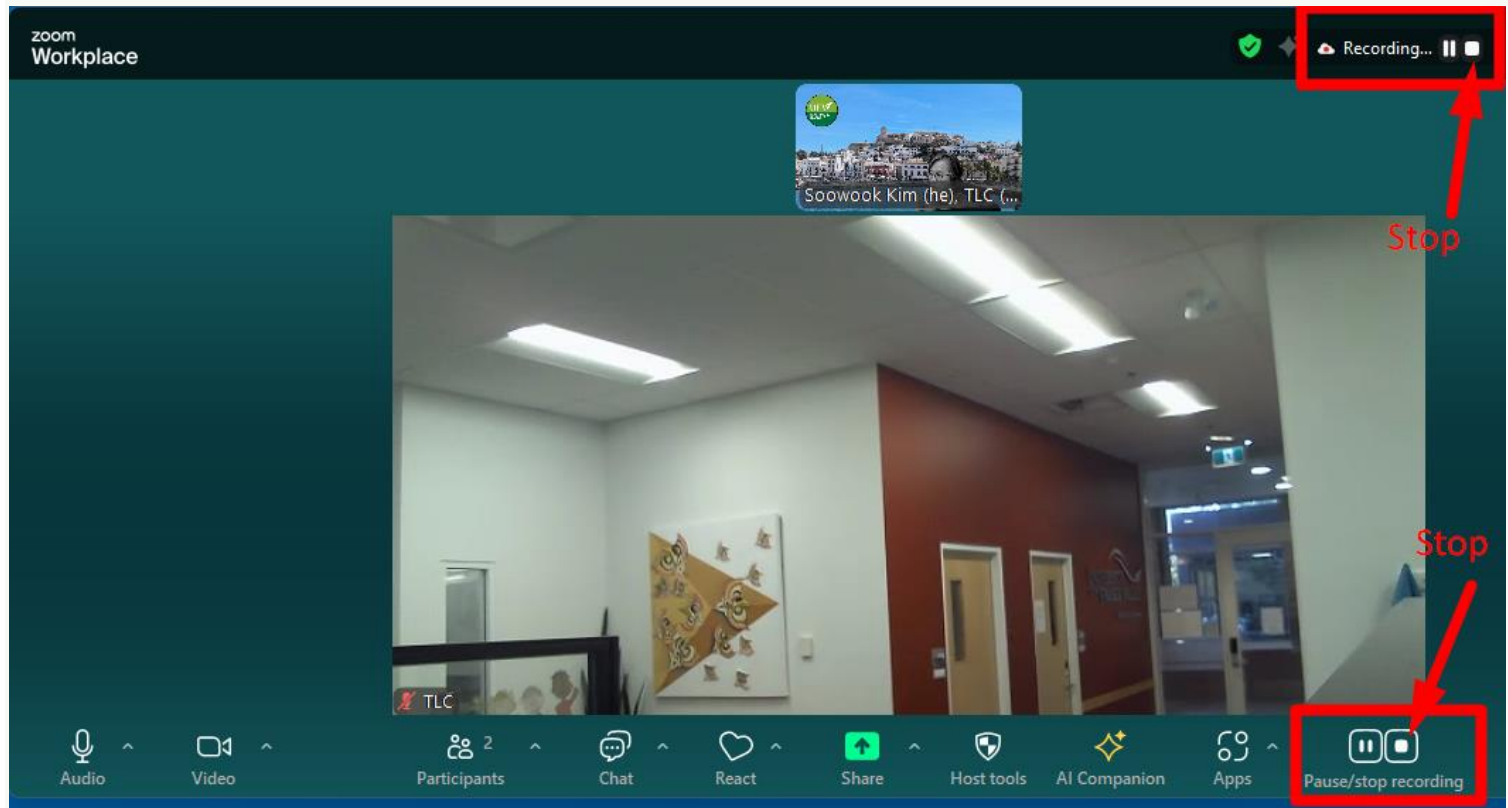 zoom
Workplace
Recording...
Stop
Soowook Kim (he), TLC (...
Stop
TLC
Audio
Video
Participants
2
Chat
React
Share
Host tools
AI Companion
Apps
Pause/stop recording